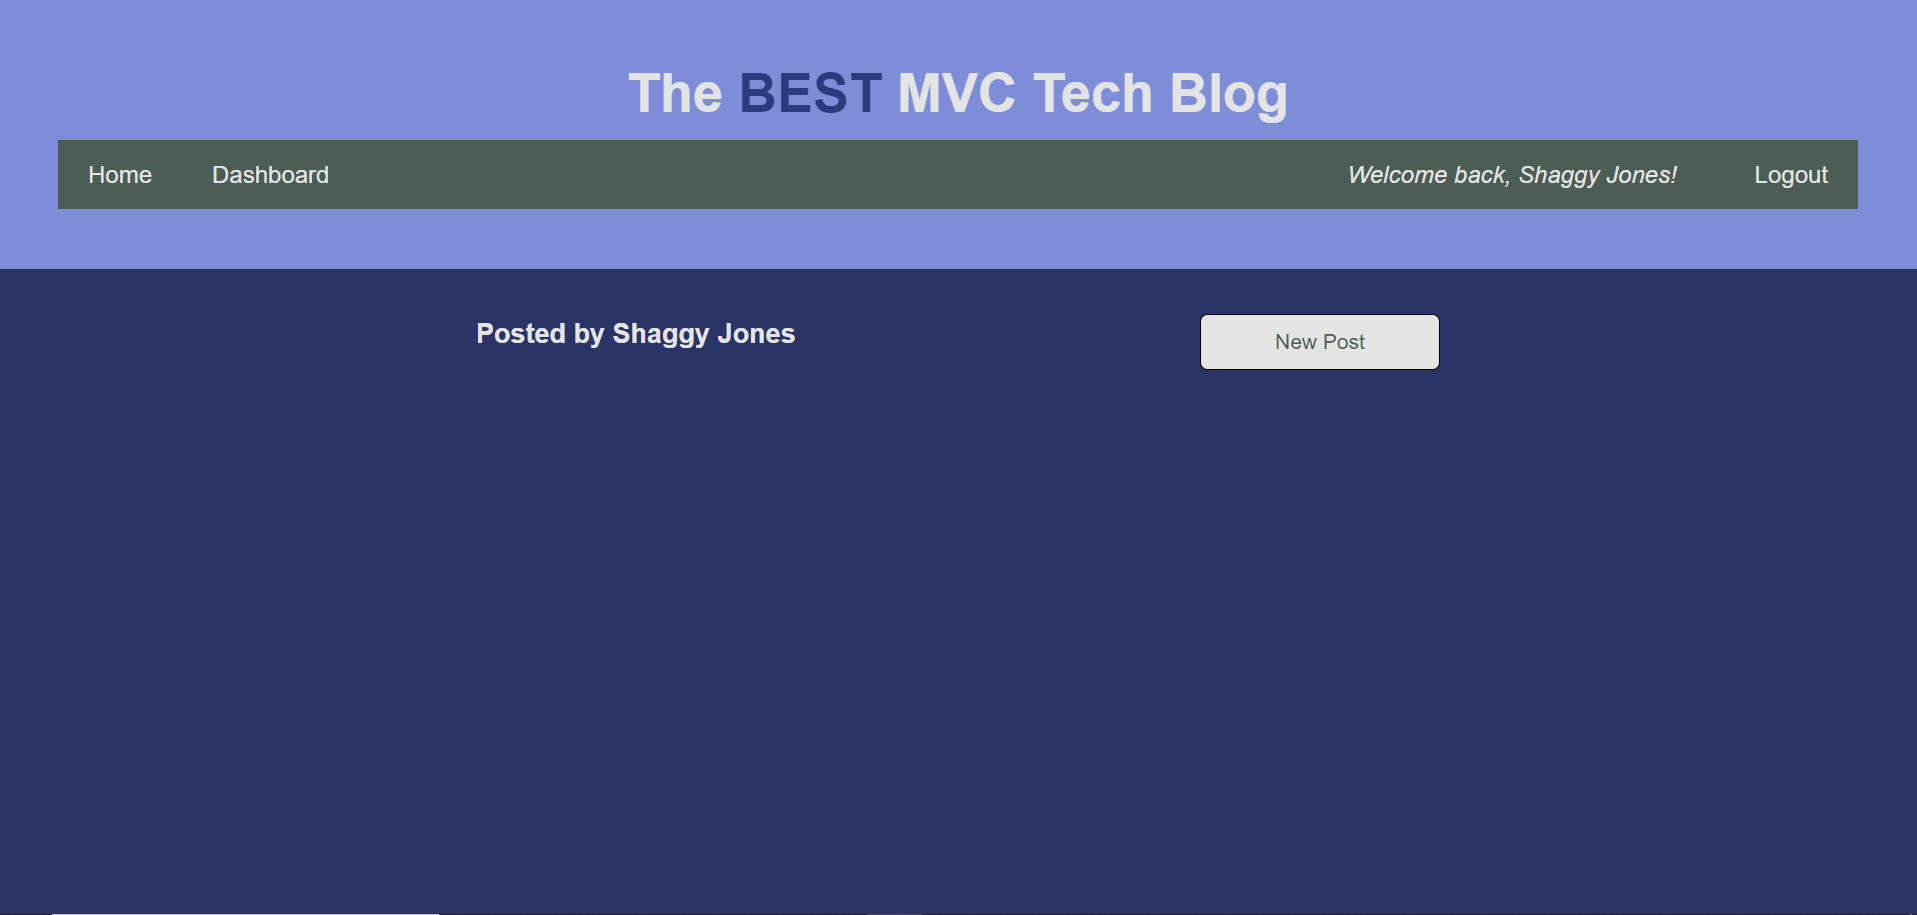 The BEST MVC Tech Blog
Home Dashboard Welcome back, Shaggy Jones! Logout
Posted by Shaggy Jones New Post